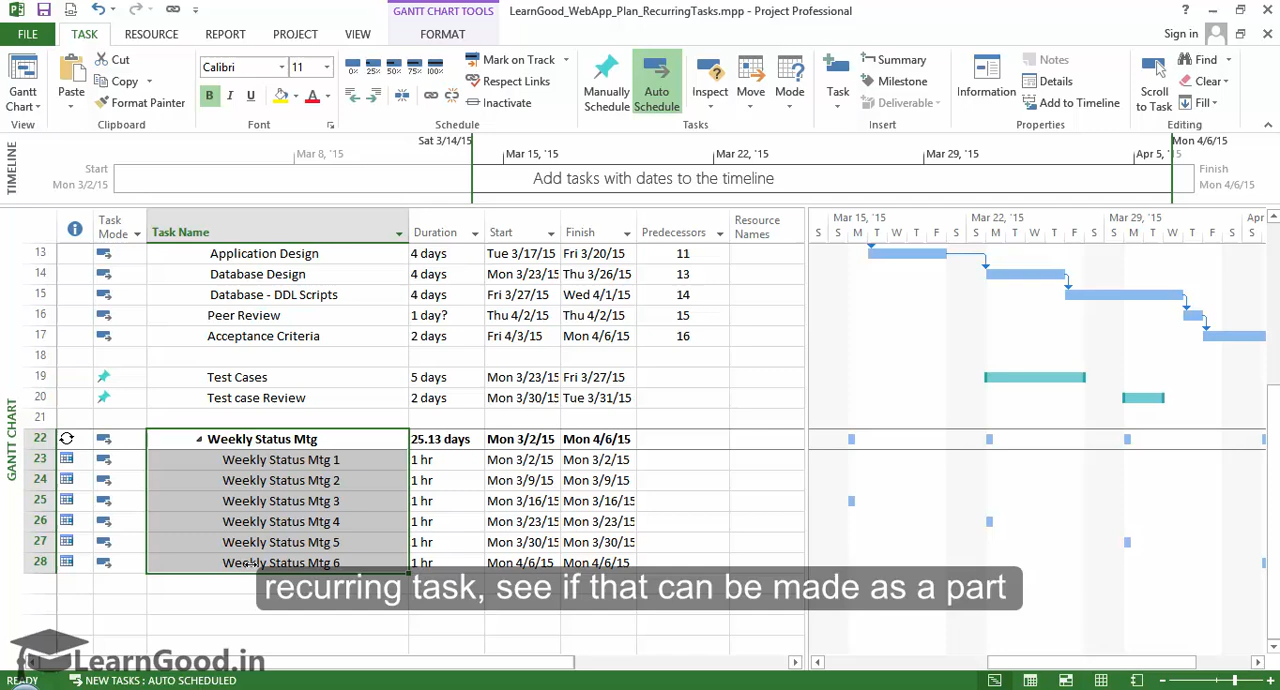 GANTT CHART TOOLS
LearnGood_WebApp_Plan_RecurringTasks.mpp - Project Professional
FILE TASK RESOURCE REPORT PROJECT VIEW FORMAT Sign in
Gantt Chart View
Paste Cut Copy Format Painter Clipboard
Calibri 11 B I U A Font
0% 25% 50% 75% 100% Mark on Track Respect Links Inactivate Schedule
Manually Schedule Auto Schedule Inspect Move Mode Tasks
Task Summary Milestone Deliverable Insert
Information Notes Details Add to Timeline Properties
Scroll to Task Find Clear Fill Editing
TIMELINE
Sat 3/14/15 Mon 4/6/15
Mar 8, '15 Mar 15, '15 Mar 22, '15 Mar 29, '15 Apr 5, '15
Start Mon 3/2/15 Add tasks with dates to the timeline Finish Mon 4/6/15
GANTT CHART
Task Mode Task Name Duration Start Finish Predecessors Resource Names
Mar 15, '15 Mar 22, '15 Mar 29, '15 Apr
S S M T W T F S S M T W T F S S M T W T F S S
13 Application Design 4 days Tue 3/17/15 Fri 3/20/15 11
14 Database Design 4 days Mon 3/23/15 Thu 3/26/15 13
15 Database - DDL Scripts 4 days Fri 3/27/15 Wed 4/1/15 14
16 Peer Review 1 day? Thu 4/2/15 Thu 4/2/15 15
17 Acceptance Criteria 2 days Fri 4/3/15 Mon 4/6/15 16
18
19 Test Cases 5 days Mon 3/23/15 Fri 3/27/15
20 Test case Review 2 days Mon 3/30/15 Tue 3/31/15
21
22 Weekly Status Mtg 25.13 days Mon 3/2/15 Mon 4/6/15
23 Weekly Status Mtg 1 1 hr Mon 3/2/15 Mon 3/2/15
24 Weekly Status Mtg 2 1 hr Mon 3/9/15 Mon 3/9/15
25 Weekly Status Mtg 3 1 hr Mon 3/16/15 Mon 3/16/15
26 Weekly Status Mtg 4 1 hr Mon 3/23/15 Mon 3/23/15
27 Weekly Status Mtg 5 1 hr Mon 3/30/15 Mon 3/30/15
28 Weekly Status Mtg 6 1 hr Mon 4/6/15 Mon 4/6/15
recurring task, see if that can be made as a part
LearnGood.in
READY NEW TASKS : AUTO SCHEDULED